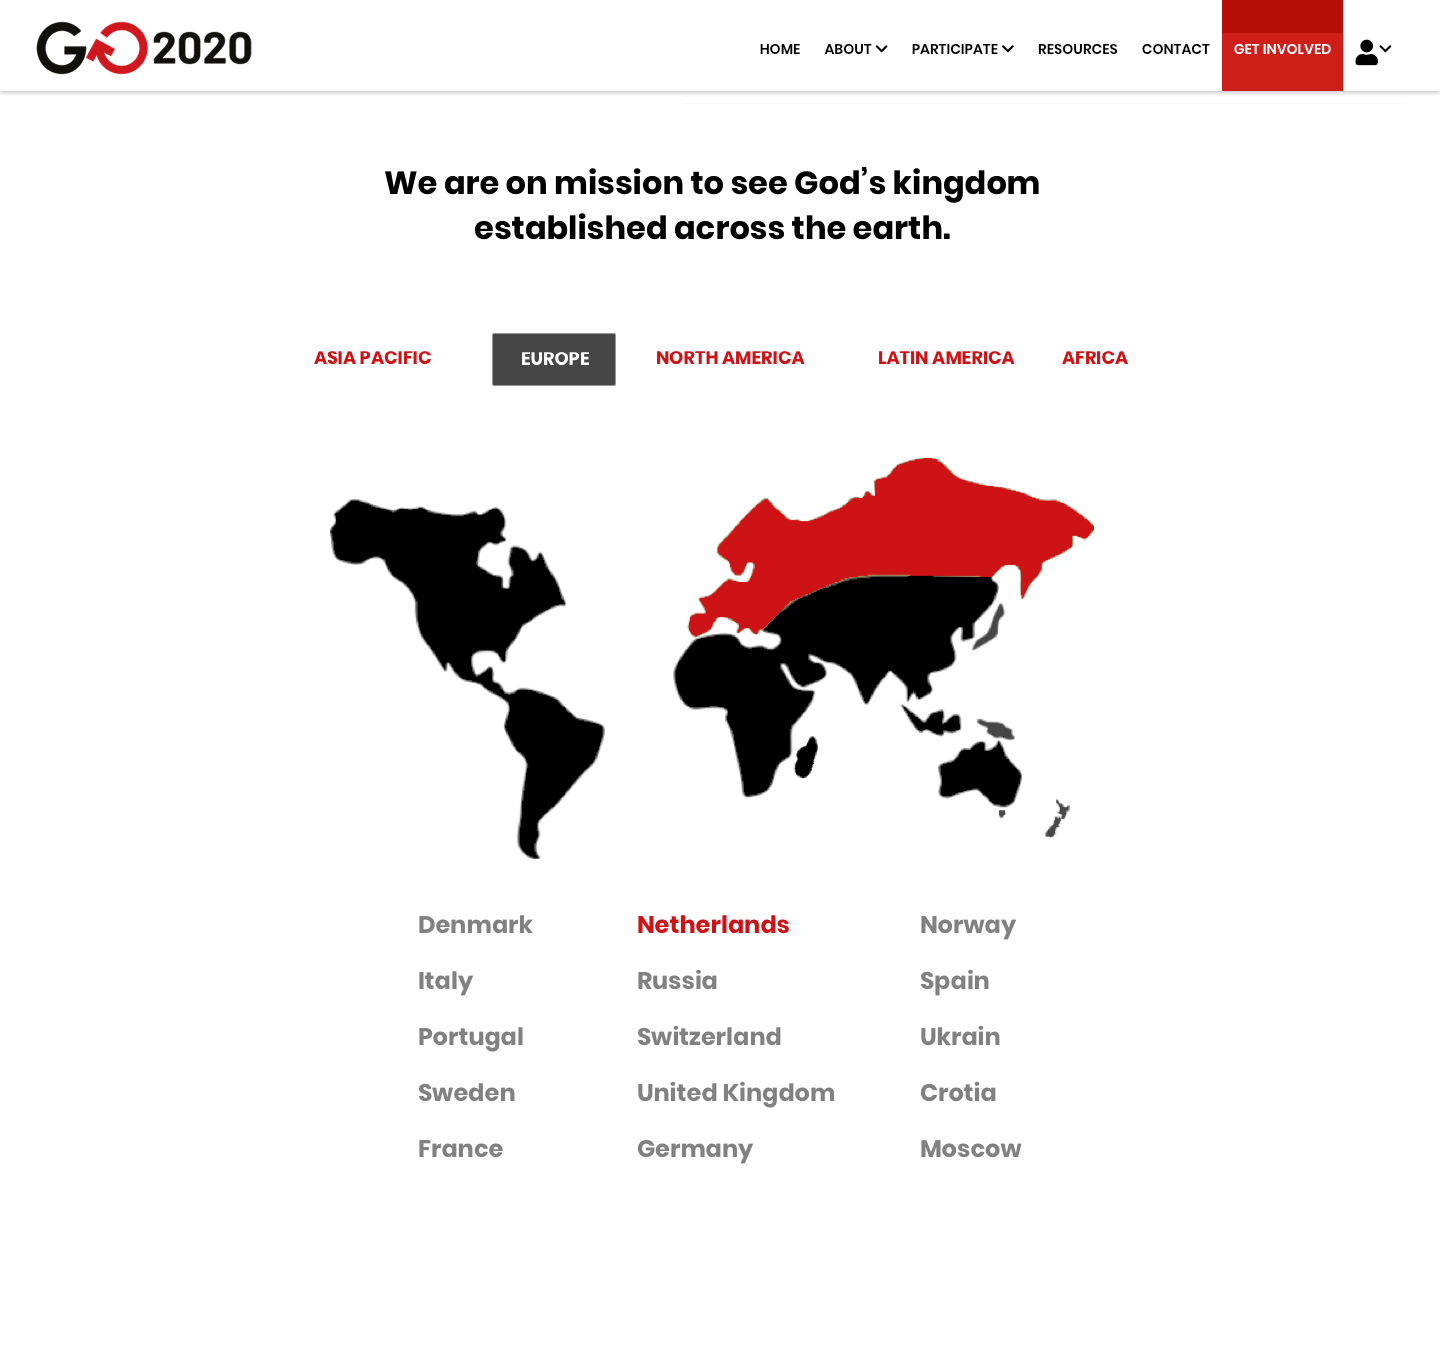 GO2020
HOME ABOUT PARTICIPATE RESOURCES CONTACT GET INVOLVED
We are on mission to see God’s kingdom
established across the earth.
ASIA PACIFIC EUROPE NORTH AMERICA LATIN AMERICA AFRICA
Denmark Netherlands Norway
Italy Russia Spain
Portugal Switzerland Ukrain
Sweden United Kingdom Crotia
France Germany Moscow